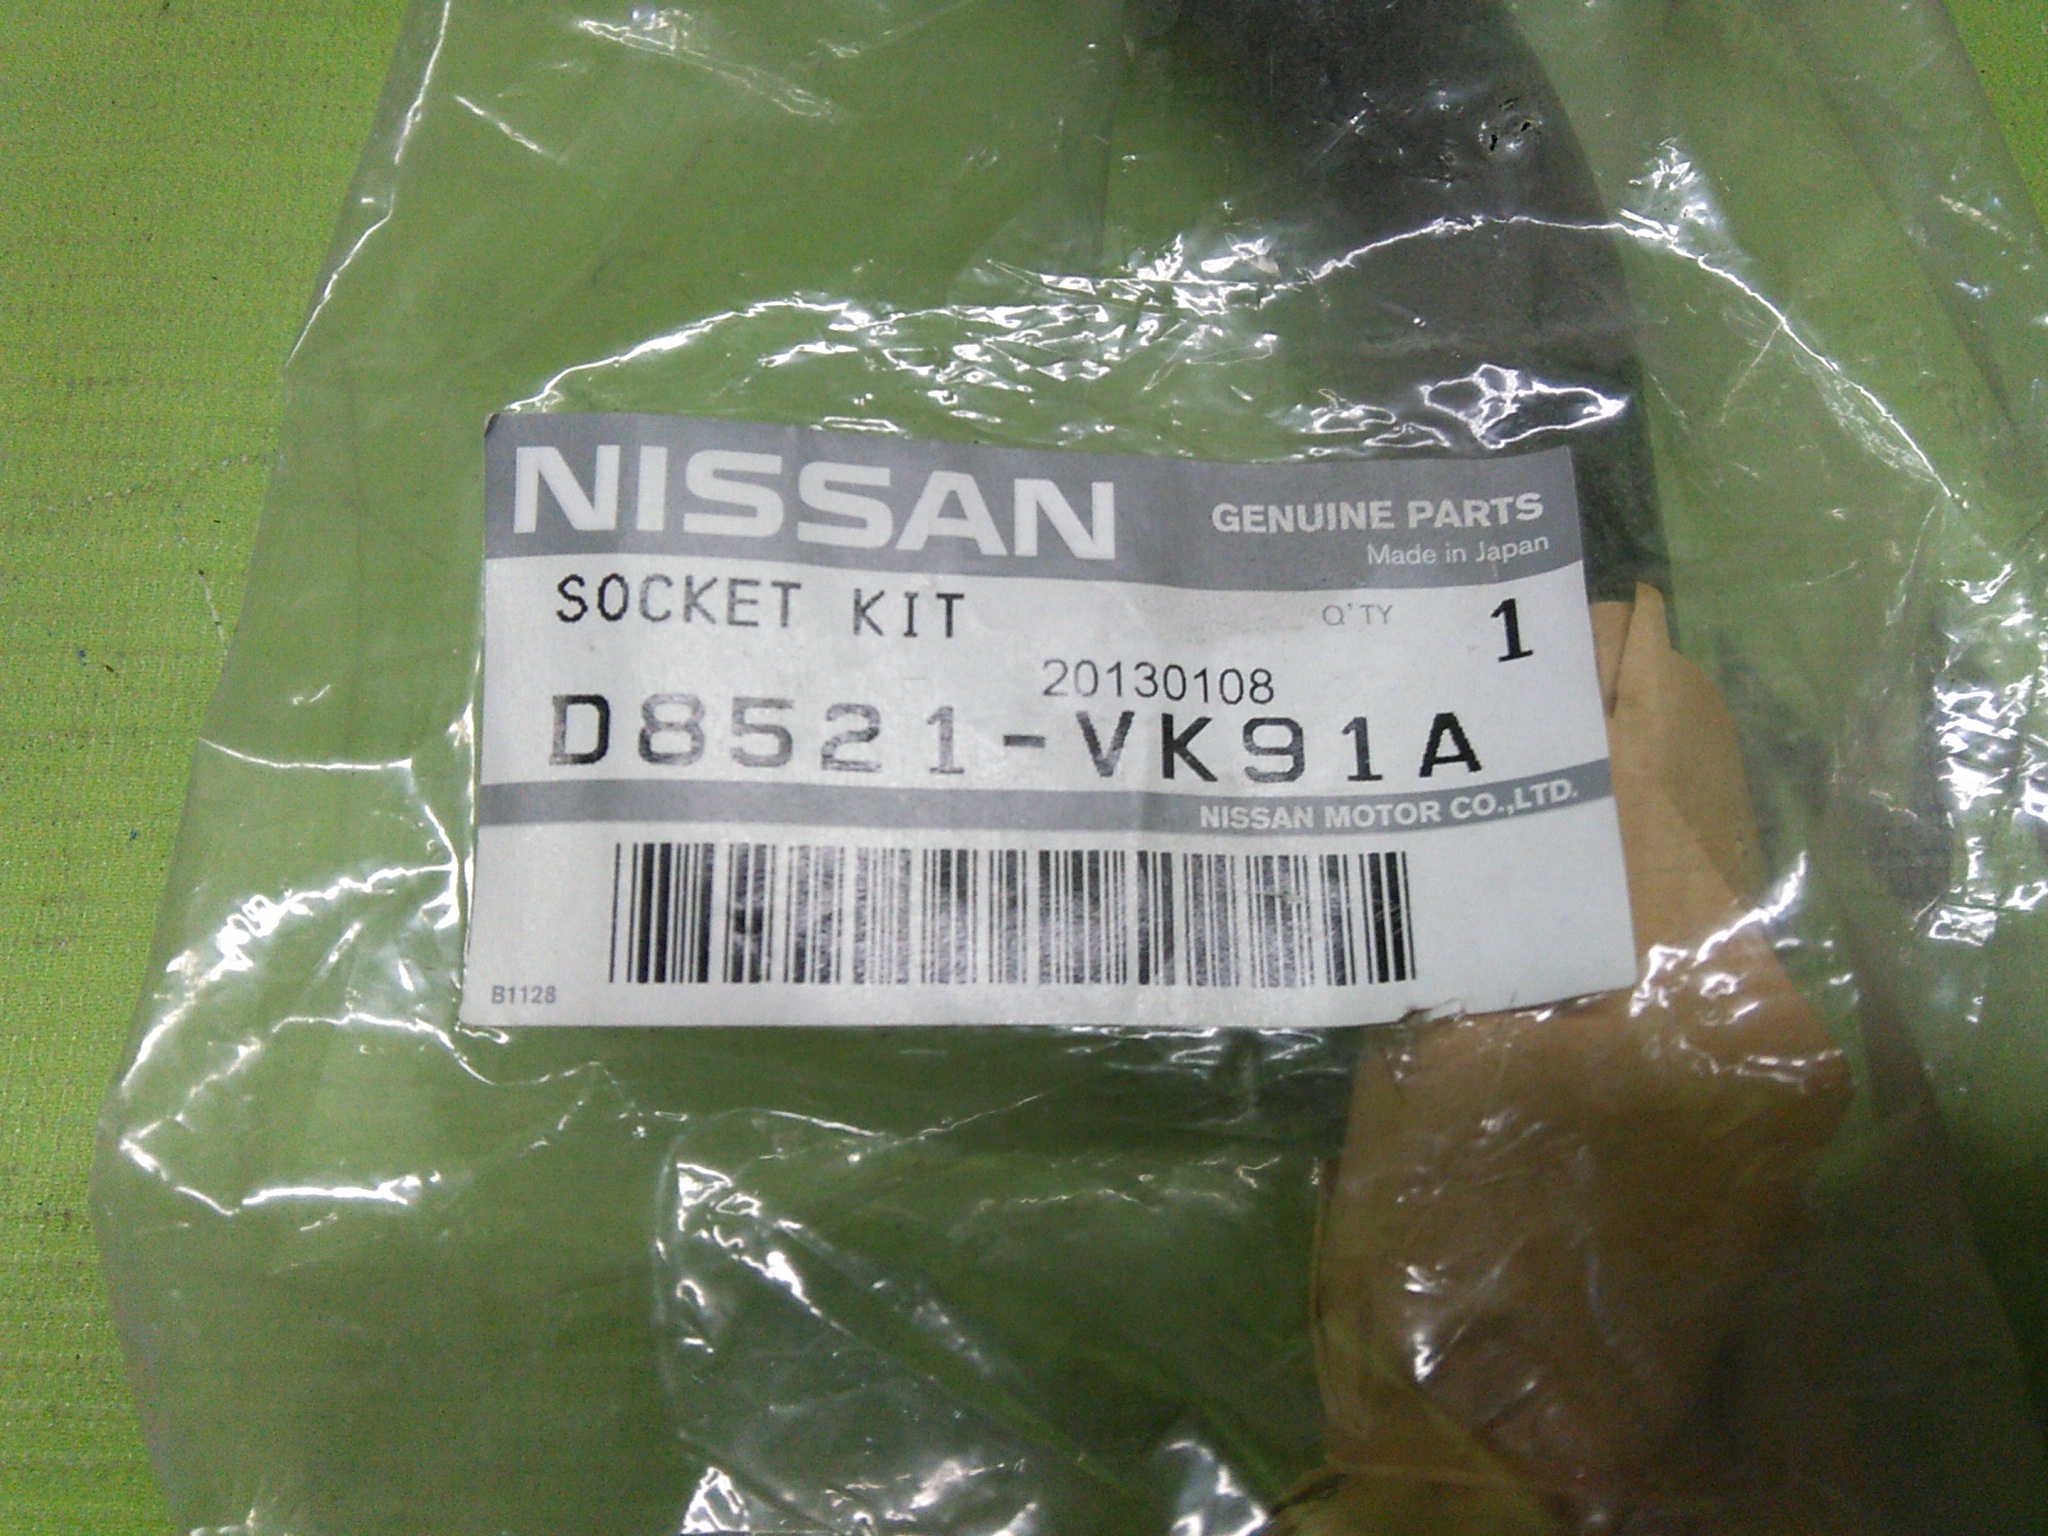 NISSAN GENUINE PARTS
Made in Japan
SOCKET KIT Q'TY 1
20130108
D8521-VK91A
NISSAN MOTOR CO.,LTD.
B1128